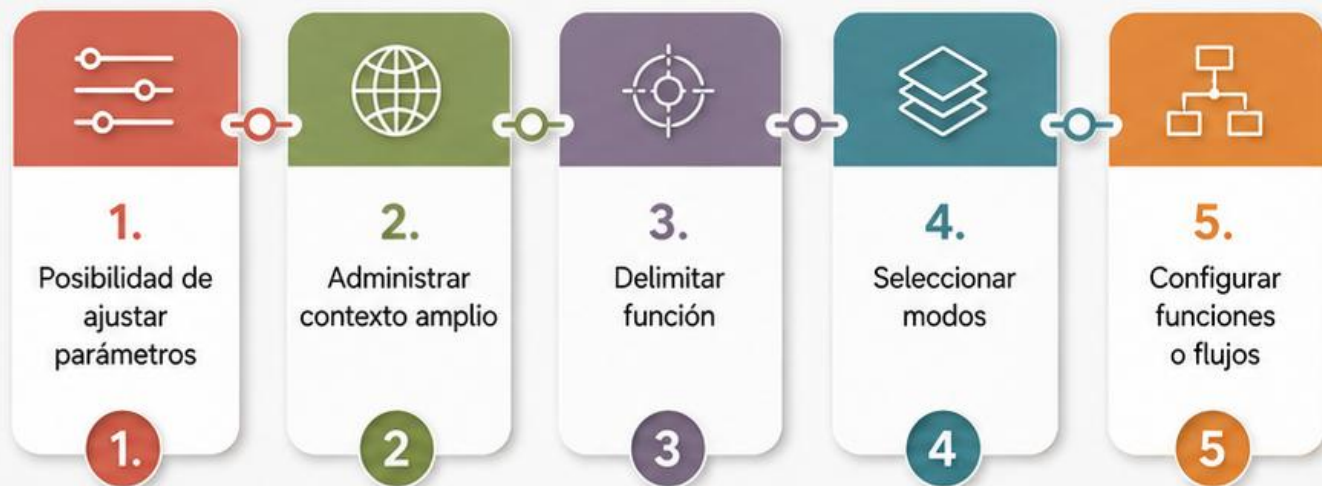 1.
Posibilidad de
ajustar
parámetros
1.
2.
Administrar
contexto amplio
2
3.
Delimitar
función
3
4.
Seleccionar
modos
4
5.
Configurar
funciones
o flujos
5